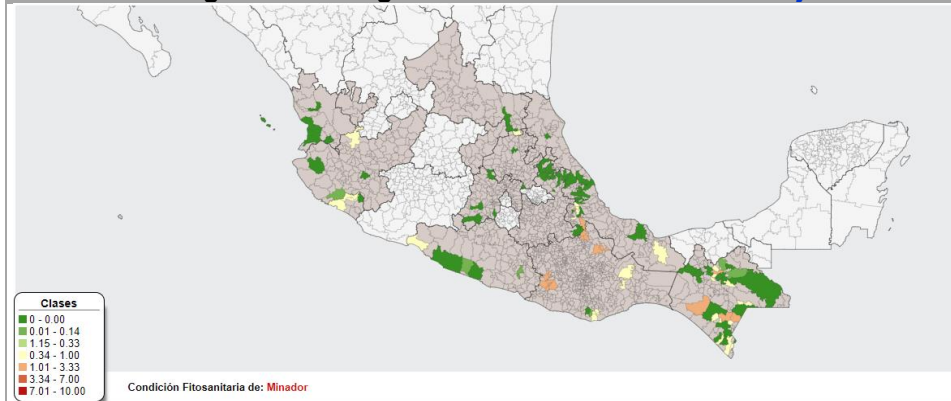 Clases
0 - 0.00
0.01 - 0.14
1.15 - 0.33
0.34 - 1.00
1.01 - 3.33
3.34 - 7.00
7.01 - 10.00
Condición Fitosanitaria de: Minador